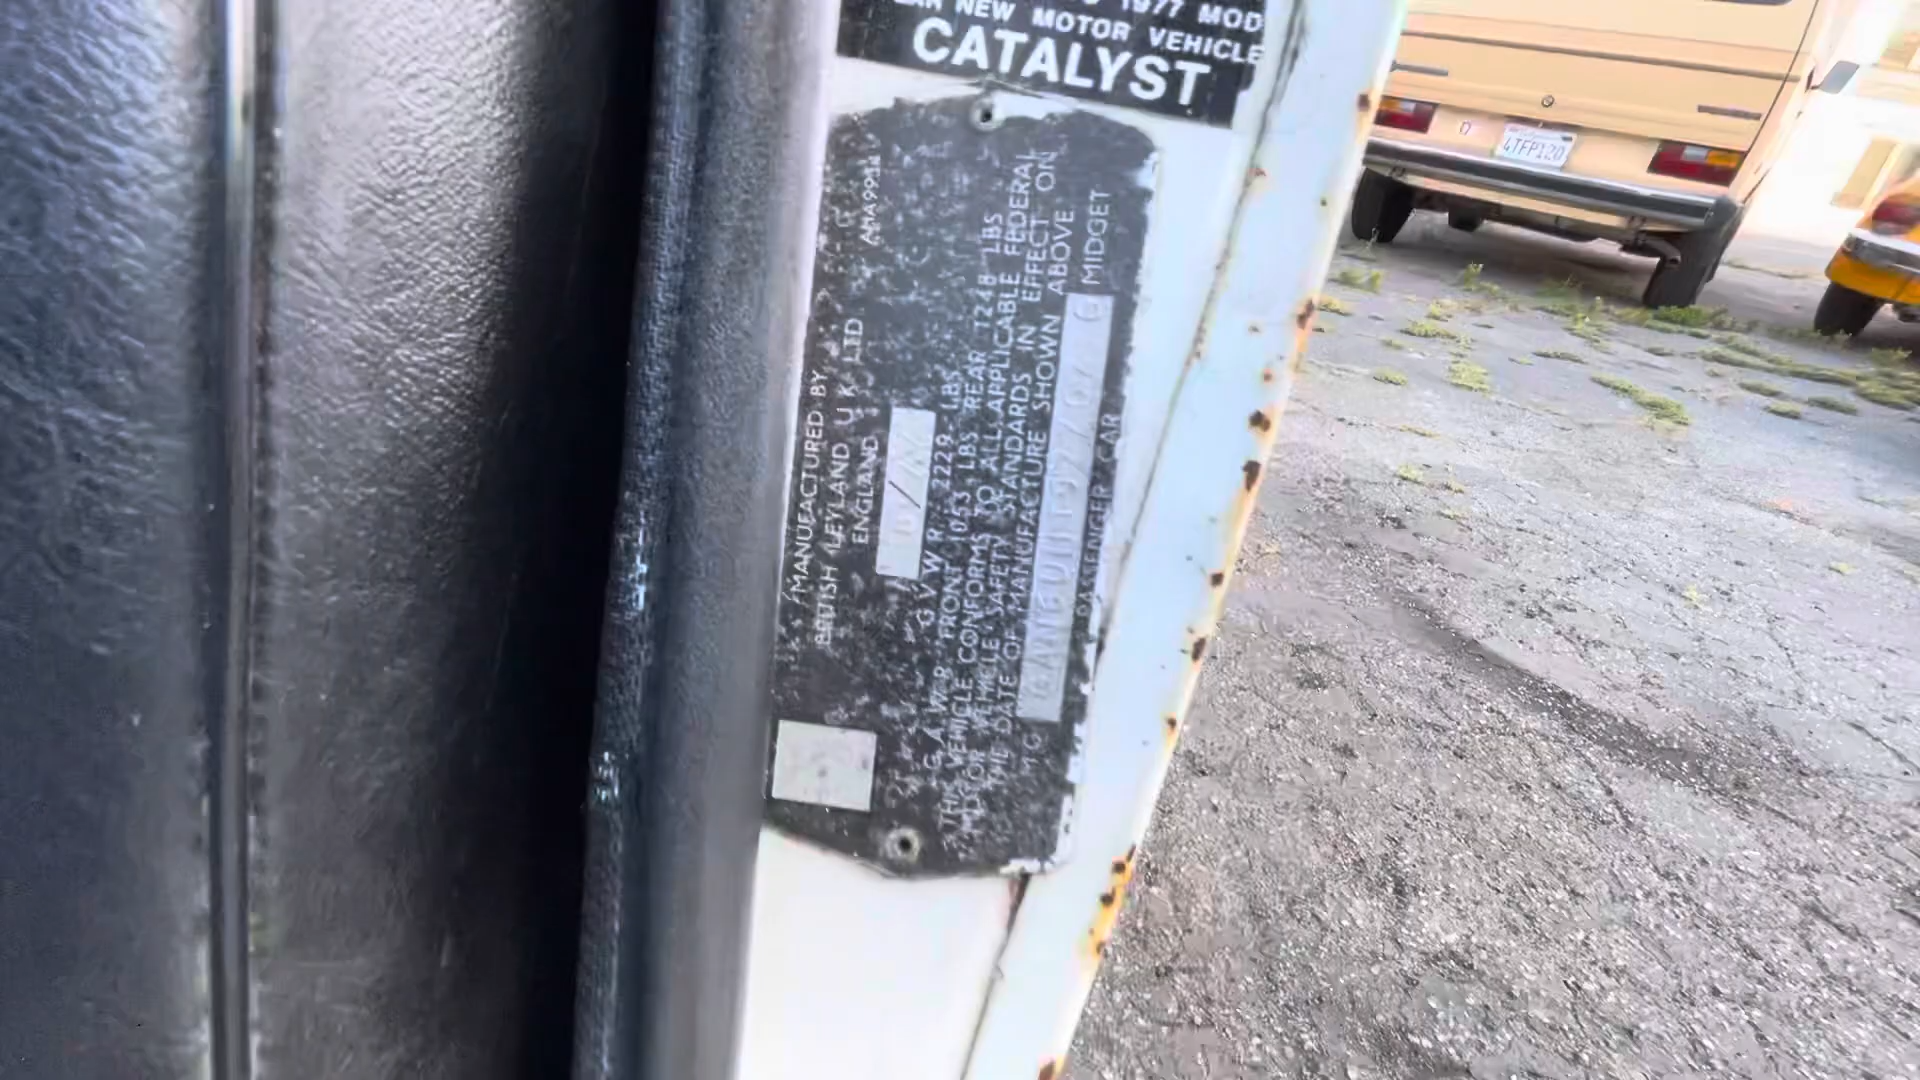 1977 MOD
NEW MOTOR VEHICLE
CATALYST
MANUFACTURED BY
BRITISH LEYLAND U K LTD
ENGLAND
G V W R 2229 LBS
G A W R FRONT 1053 LBS REAR 1248 LBS
THIS VEHICLE CONFORMS TO ALL APPLICABLE FEDERAL
MOTOR VEHICLE SAFETY STANDARDS IN EFFECT ON
THE DATE OF MANUFACTURE SHOWN ABOVE
MG MIDGET
PASSENGER CAR
4TFP120